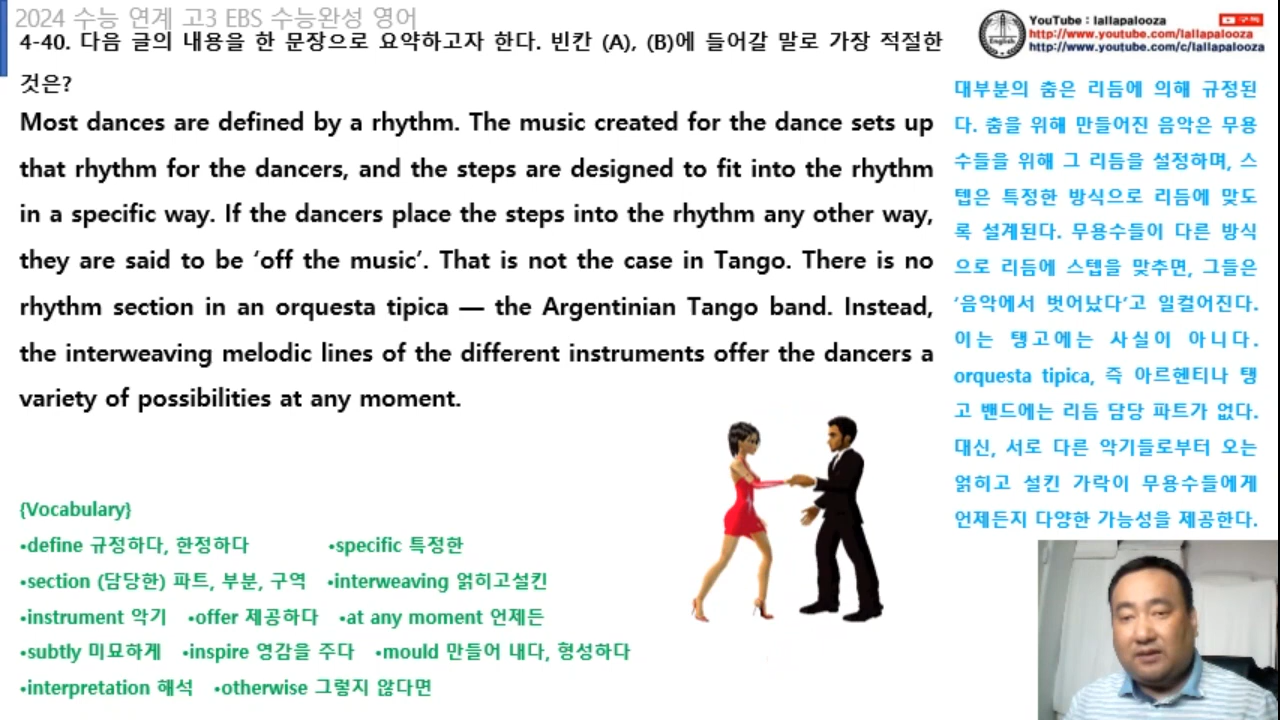 2024 수능 연계 고3 EBS 수능완성 영어
4-40. 다음 글의 내용을 한 문장으로 요약하고자 한다. 빈칸 (A), (B)에 들어갈 말로 가장 적절한
것은?
Most dances are defined by a rhythm. The music created for the dance sets up
that rhythm for the dancers, and the steps are designed to fit into the rhythm
in a specific way. If the dancers place the steps into the rhythm any other way,
they are said to be ‘off the music’. That is not the case in Tango. There is no
rhythm section in an orquesta tipica — the Argentinian Tango band. Instead,
the interweaving melodic lines of the different instruments offer the dancers a
variety of possibilities at any moment.
{Vocabulary}
•define 규정하다, 한정하다 •specific 특정한
•section (담당한) 파트, 부분, 구역 •interweaving 얽히고설킨
•instrument 악기 •offer 제공하다 •at any moment 언제든
•subtly 미묘하게 •inspire 영감을 주다 •mould 만들어 내다, 형성하다
•interpretation 해석 •otherwise 그렇지 않다면
English
YouTube : lallapalooza
구독
http://www.youtube.com/lallapalooza
http://www.youtube.com/c/lallapalooza
대부분의 춤은 리듬에 의해 규정된
다. 춤을 위해 만들어진 음악은 무용
수들을 위해 그 리듬을 설정하며, 스
텝은 특정한 방식으로 리듬에 맞도
록 설계된다. 무용수들이 다른 방식
으로 리듬에 스텝을 맞추면, 그들은
‘음악에서 벗어났다’고 일컬어진다.
이는 탱고에는 사실이 아니다.
orquesta tipica, 즉 아르헨티나 탱
고 밴드에는 리듬 담당 파트가 없다.
대신, 서로 다른 악기들로부터 오는
얽히고 설킨 가락이 무용수들에게
언제든지 다양한 가능성을 제공한다.